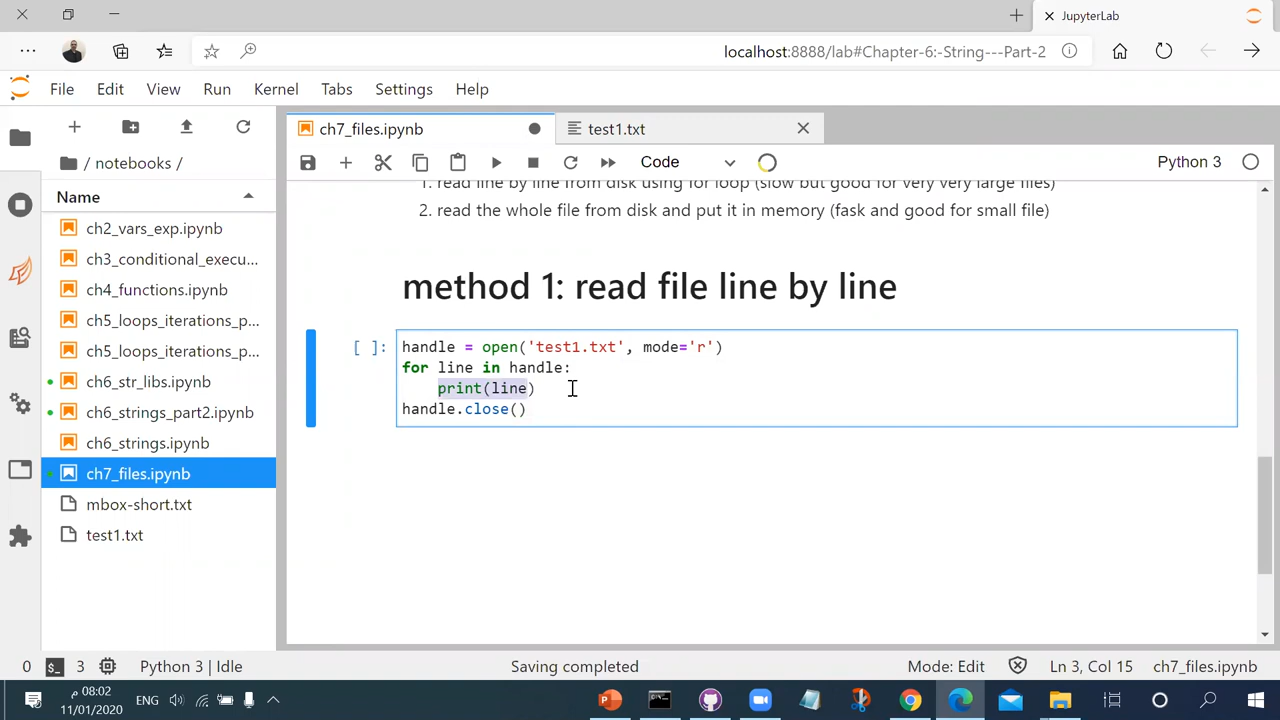 JupyterLab
localhost:8888/lab#Chapter-6:-String---Part-2
File Edit View Run Kernel Tabs Settings Help
ch7_files.ipynb
test1.txt
Code
Python 3
/ notebooks /
Name
ch2_vars_exp.ipynb
ch3_conditional_execu...
ch4_functions.ipynb
ch5_loops_iterations_p...
ch5_loops_iterations_p...
ch6_str_libs.ipynb
ch6_strings_part2.ipynb
ch6_strings.ipynb
ch7_files.ipynb
mbox-short.txt
test1.txt
1. read line by line from disk using for loop (slow but good for very very large files)
2. read the whole file from disk and put it in memory (fask and good for small file)
method 1: read file line by line
[ ]:
handle = open('test1.txt', mode='r')
for line in handle:
print(line)
handle.close()
0 3 Python 3 | Idle
Saving completed
Mode: Edit
Ln 3, Col 15
ch7_files.ipynb
08:02 م
11/01/2020
ENG